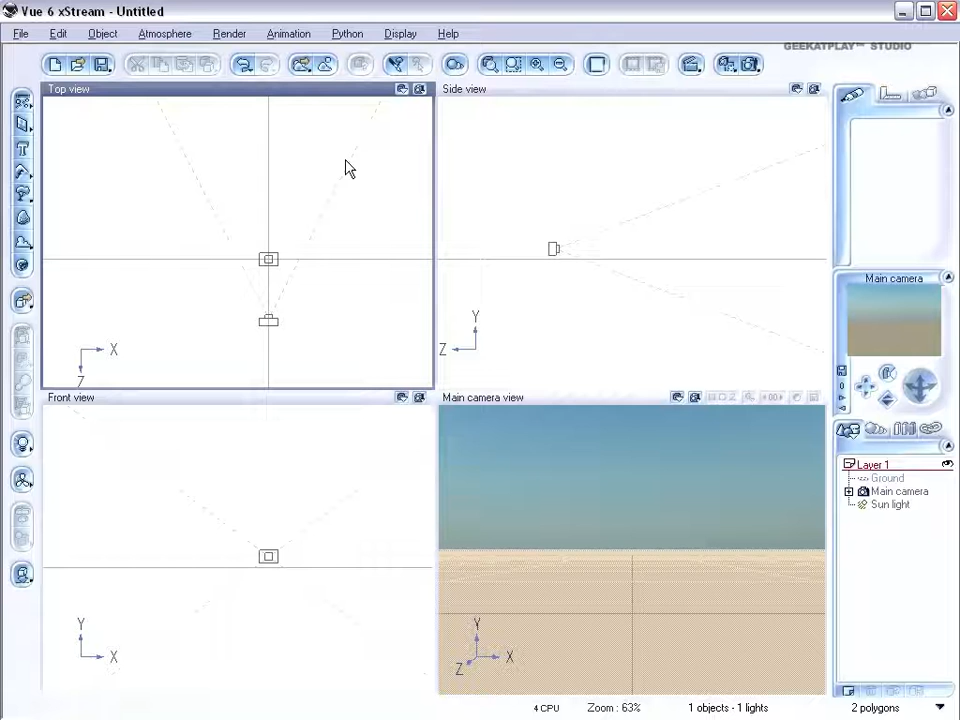 Vue 6 xStream - Untitled
File Edit Object Atmosphere Render Animation Python Display Help
GEEKATPLAY™ STUDIO
Top view
Side view
X
Z
Y
Z
Main camera
0
Front view
Main camera view
Layer 1
Ground
Main camera
Sun light
Y
X
Y
X
Z
4 CPU Zoom : 63% 1 objects - 1 lights 2 polygons